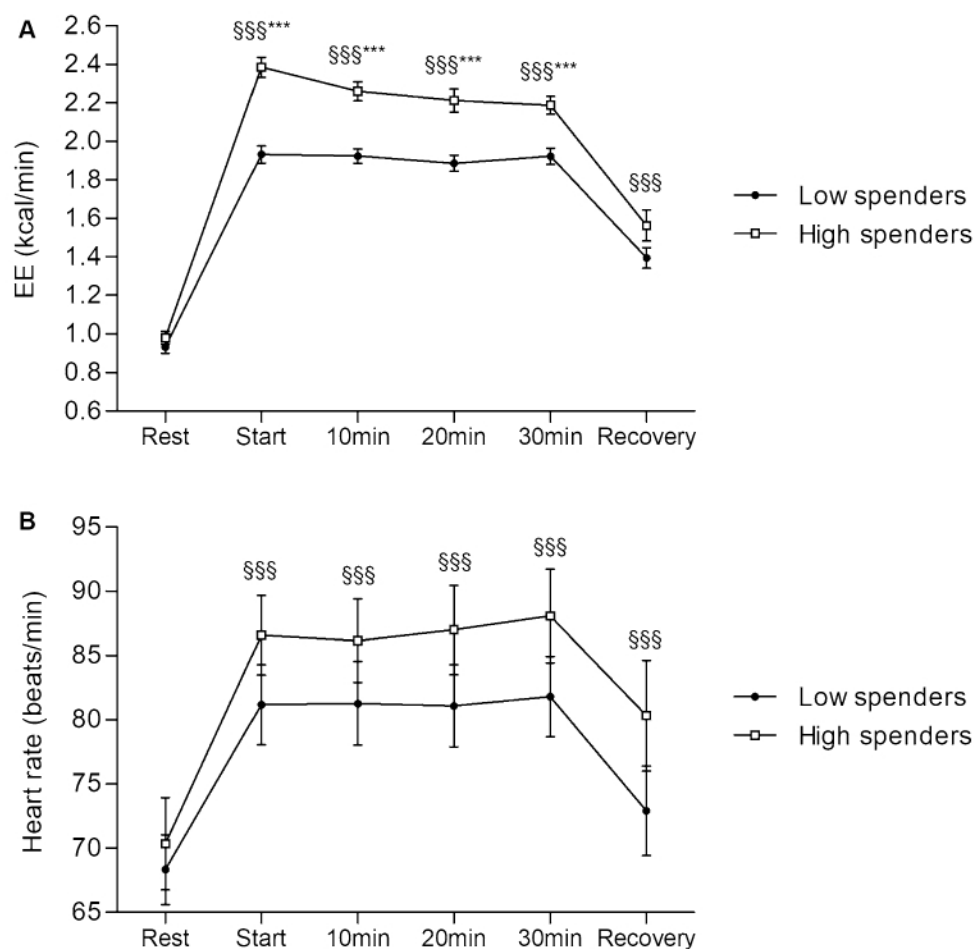 A
EE (kcal/min)
2.6
2.4
2.2
2.0
1.8
1.6
1.4
1.2
1.0
0.8
0.6
§§§***
§§§***
§§§***
§§§***
§§§
Low spenders
High spenders
Rest Start 10min 20min 30min Recovery
B
Heart rate (beats/min)
95
90
85
80
75
70
65
§§§
§§§
§§§
§§§
§§§
Low spenders
High spenders
Rest Start 10min 20min 30min Recovery